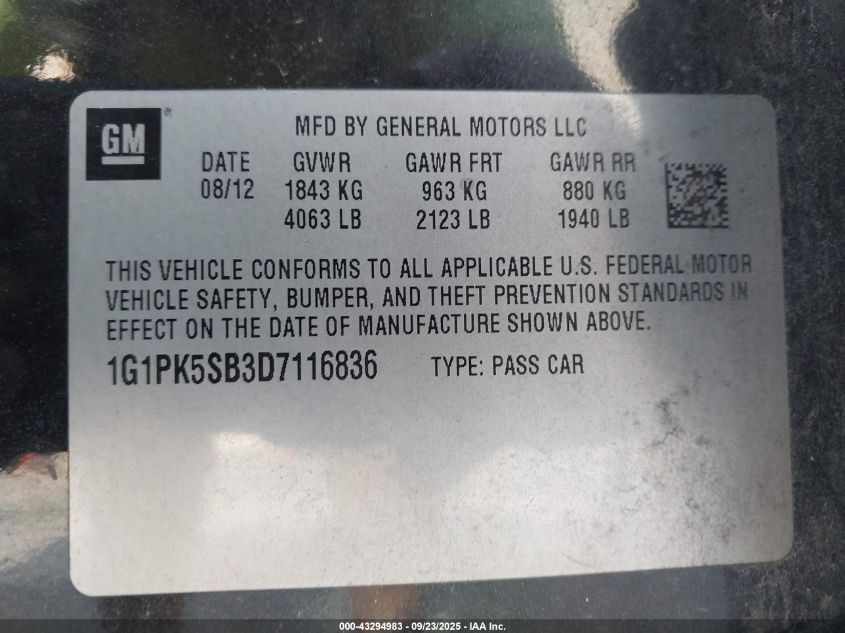 GM ®
MFD BY GENERAL MOTORS LLC
DATE GVWR GAWR FRT GAWR RR
08/12 1843 KG 963 KG 880 KG
4063 LB 2123 LB 1940 LB
THIS VEHICLE CONFORMS TO ALL APPLICABLE U.S. FEDERAL MOTOR
VEHICLE SAFETY, BUMPER, AND THEFT PREVENTION STANDARDS IN
EFFECT ON THE DATE OF MANUFACTURE SHOWN ABOVE.
1G1PK5SB3D7116836 TYPE: PASS CAR
000-43294983 - 09/23/2025 - IAA Inc.